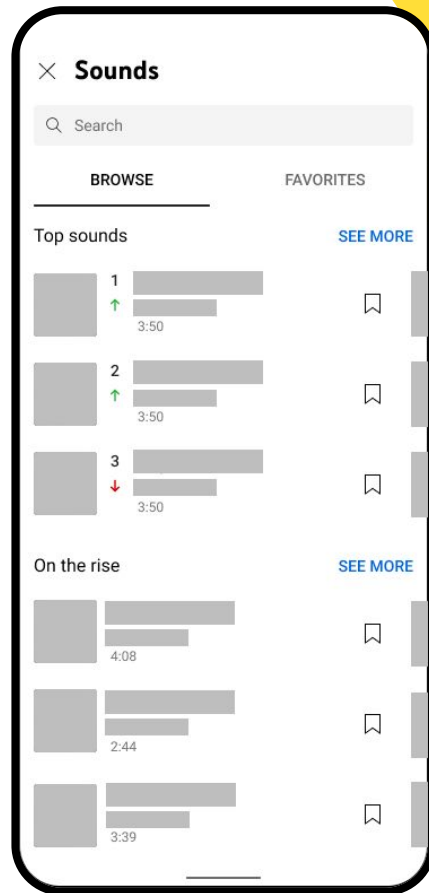 Sounds
Search
BROWSE FAVORITES
Top sounds SEE MORE
1
3:50
2
3:50
3
3:50
On the rise SEE MORE
4:08
2:44
3:39